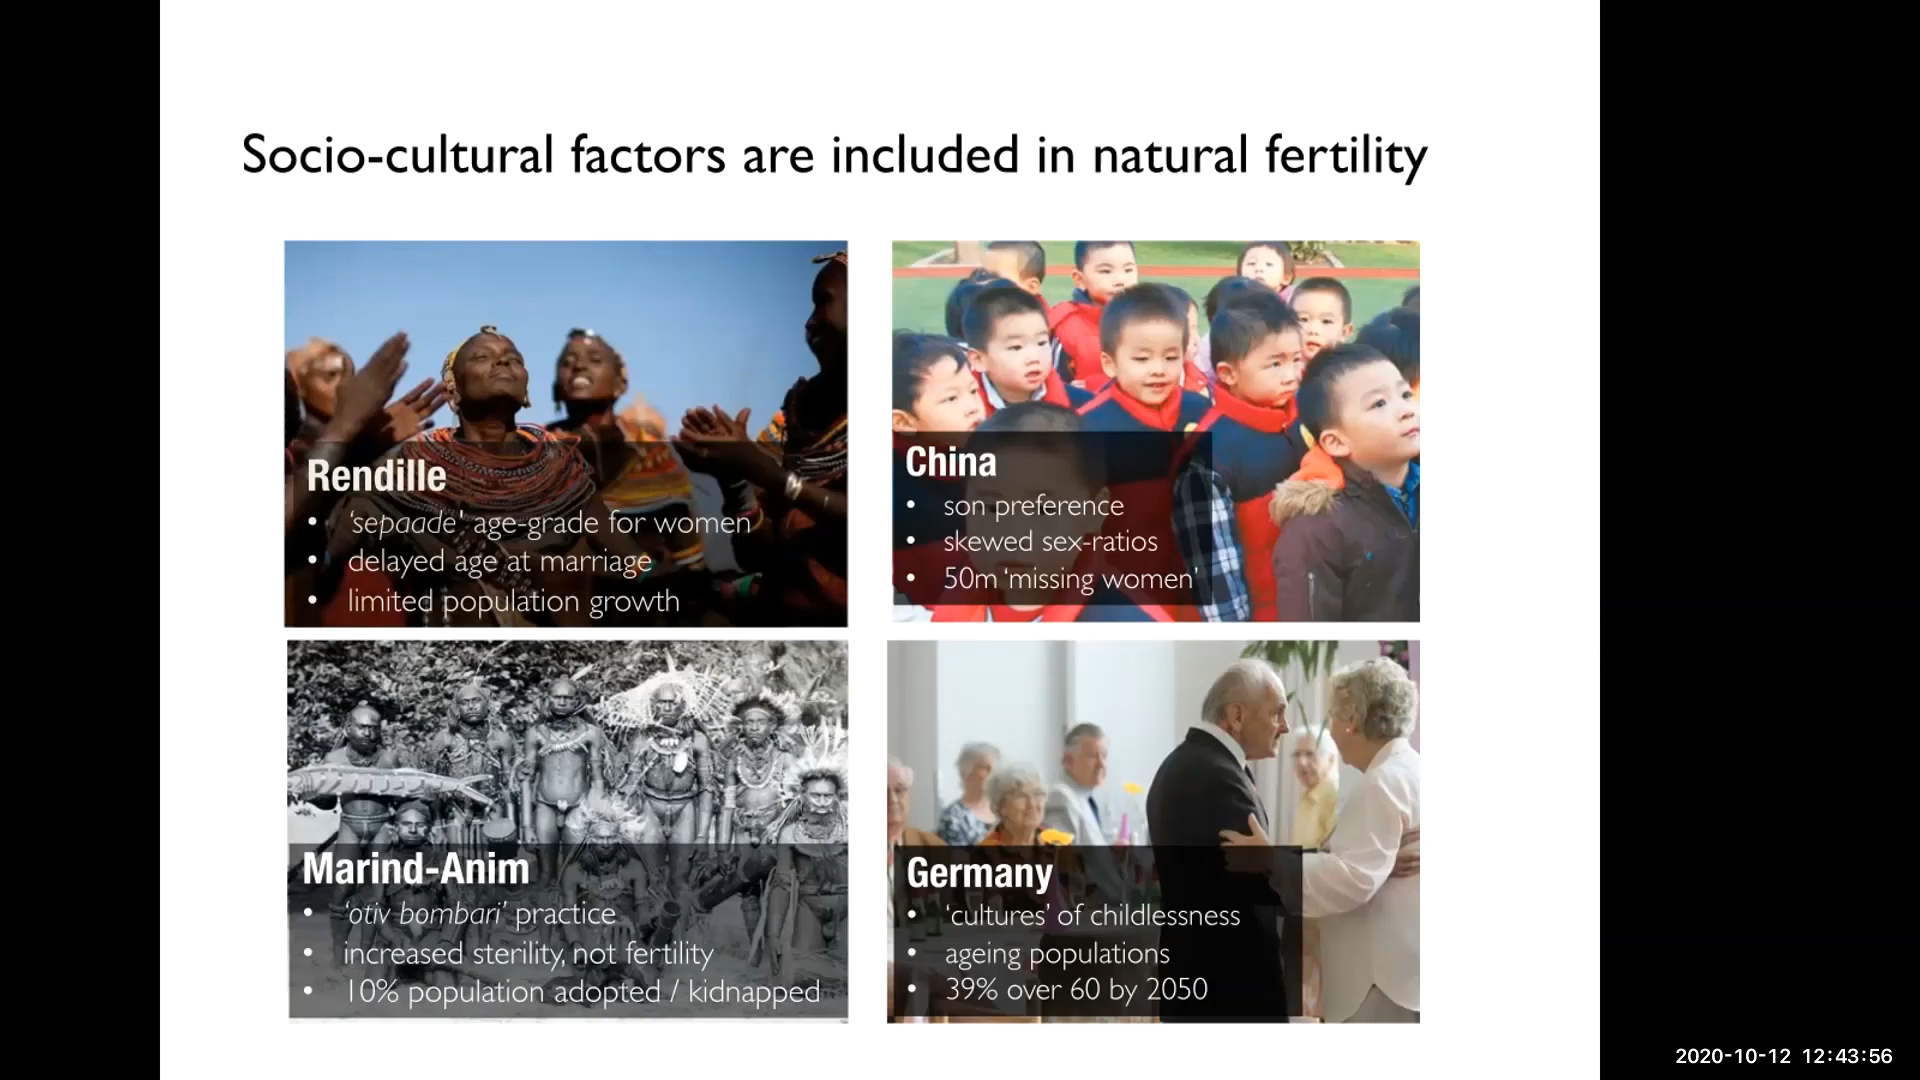 Socio-cultural factors are included in natural fertility
Rendille
• ‘sepaade’ age-grade for women
• delayed age at marriage
• limited population growth
China
• son preference
• skewed sex-ratios
• 50m ‘missing women’
Marind-Anim
• ‘otiv bombari’ practice
• increased sterility, not fertility
• 10% population adopted / kidnapped
Germany
• ‘cultures’ of childlessness
• ageing populations
• 39% over 60 by 2050
2020-10-12 12:43:56